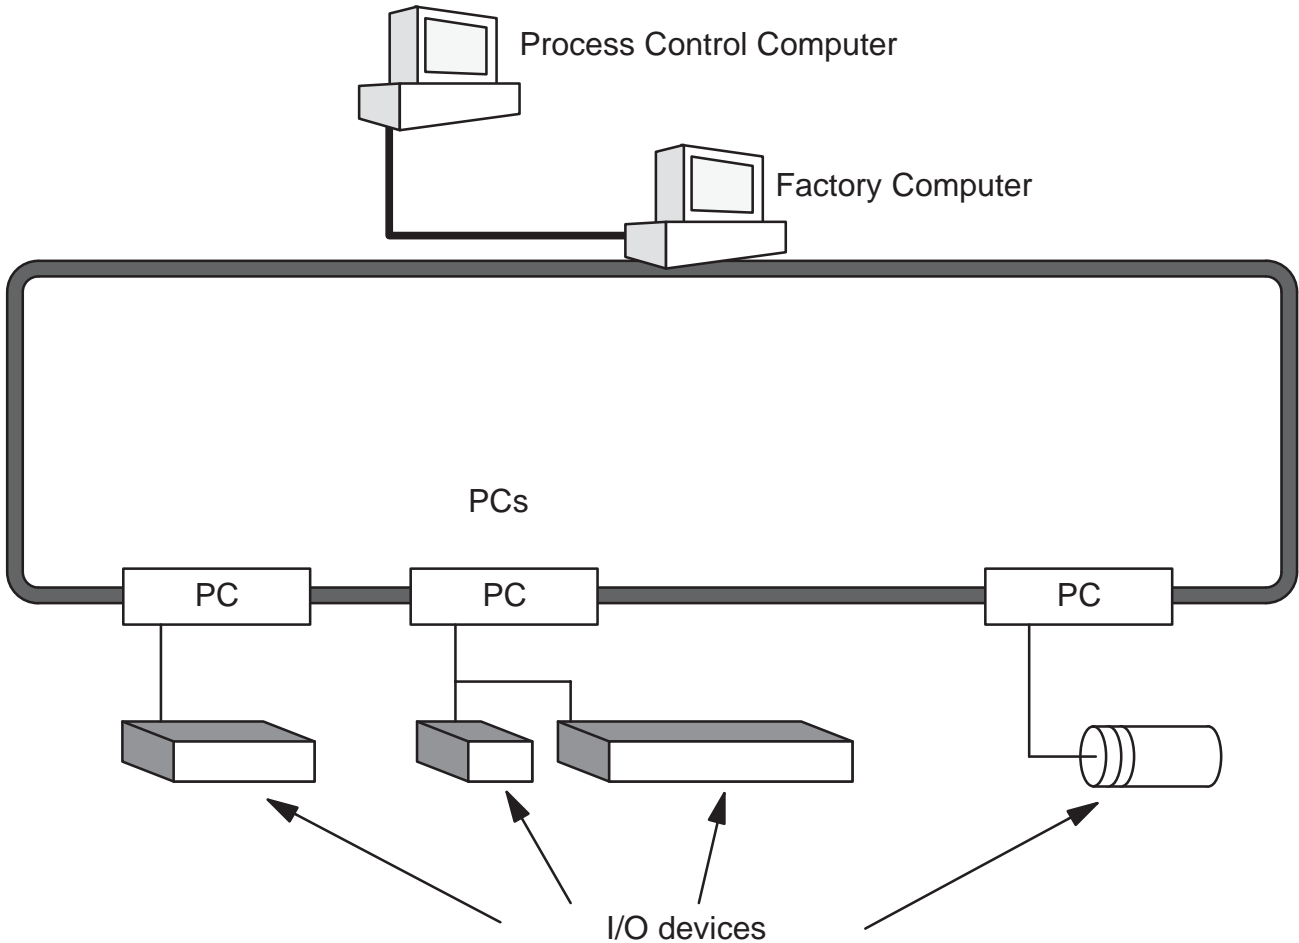 Process Control Computer
Factory Computer
PCs
PC
PC
PC
I/O devices